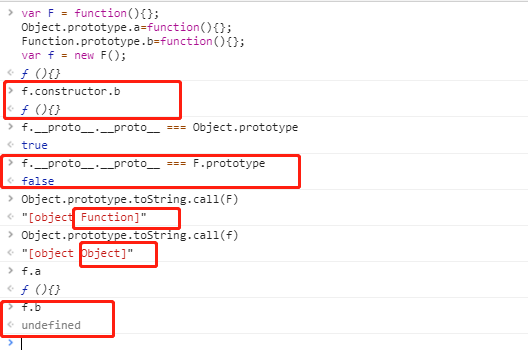 > var F = function(){};
Object.prototype.a=function(){};
Function.prototype.b=function(){};
var f = new F();
< ƒ (){}
> f.constructor.b
< ƒ (){}
> f.__proto__.__proto__ === Object.prototype
< true
> f.__proto__.__proto__ === F.prototype
< false
> Object.prototype.toString.call(F)
< "[object Function]"
> Object.prototype.toString.call(f)
< "[object Object]"
> f.a
< ƒ (){}
> f.b
< undefined
>